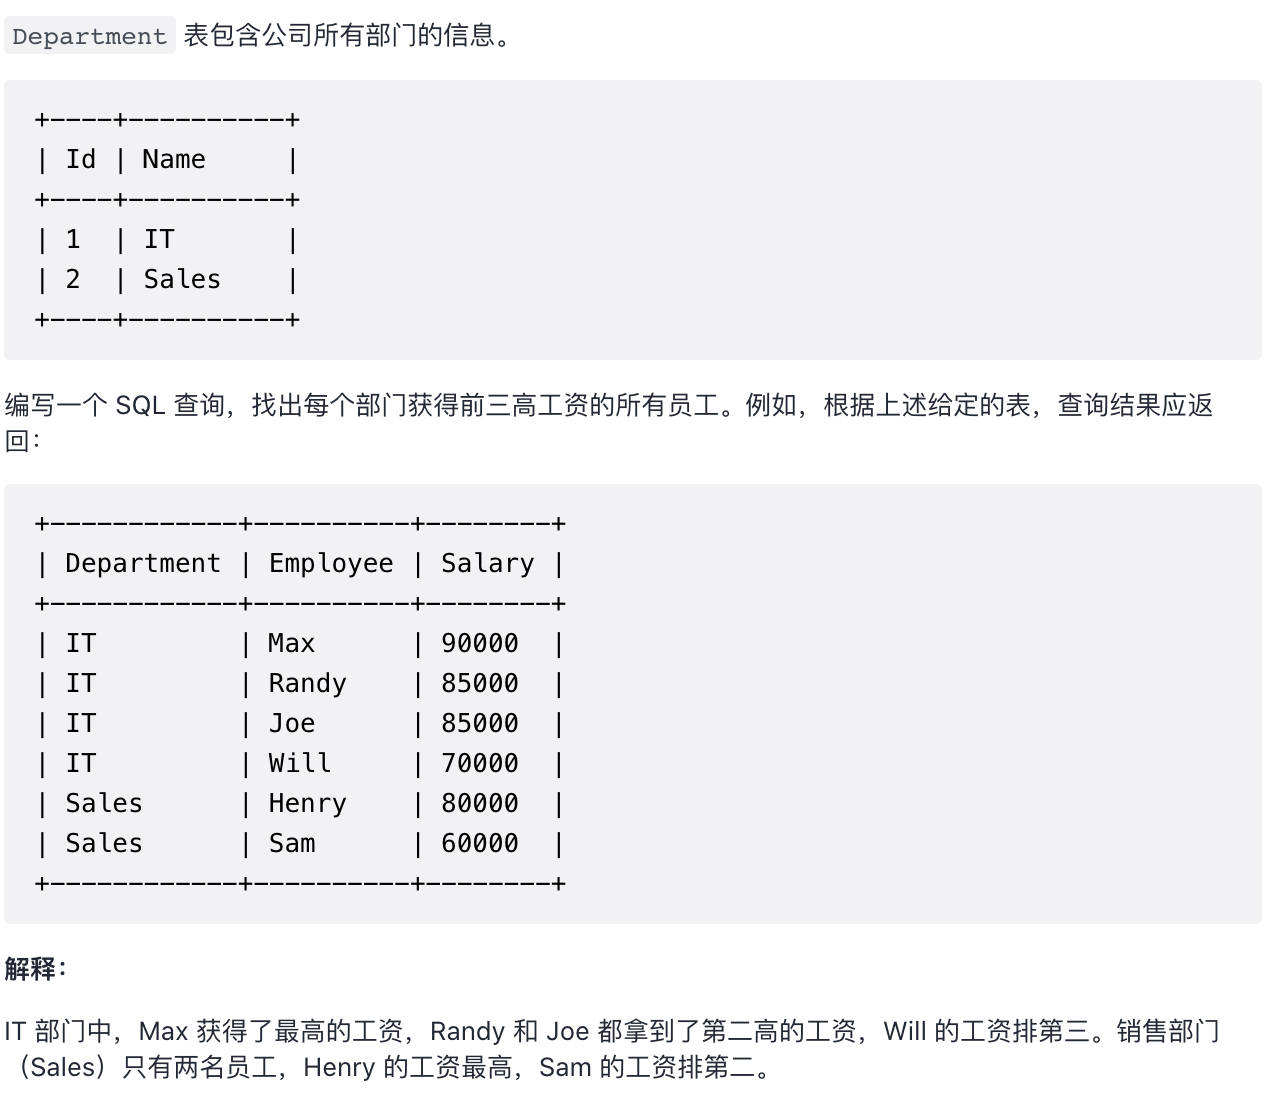 Department 表包含公司所有部门的信息。
+----+----------+
| Id | Name     |
+----+----------+
| 1  | IT       |
| 2  | Sales    |
+----+----------+
编写一个 SQL 查询，找出每个部门获得前三高工资的所有员工。例如，根据上述给定的表，查询结果应返
回：
+------------+----------+--------+
| Department | Employee | Salary |
+------------+----------+--------+
| IT         | Max      | 90000  |
| IT         | Randy    | 85000  |
| IT         | Joe      | 85000  |
| IT         | Will     | 70000  |
| Sales      | Henry    | 80000  |
| Sales      | Sam      | 60000  |
+------------+----------+--------+
解释：
IT 部门中，Max 获得了最高的工资，Randy 和 Joe 都拿到了第二高的工资，Will 的工资排第三。销售部门
（Sales）只有两名员工，Henry 的工资最高，Sam 的工资排第二。